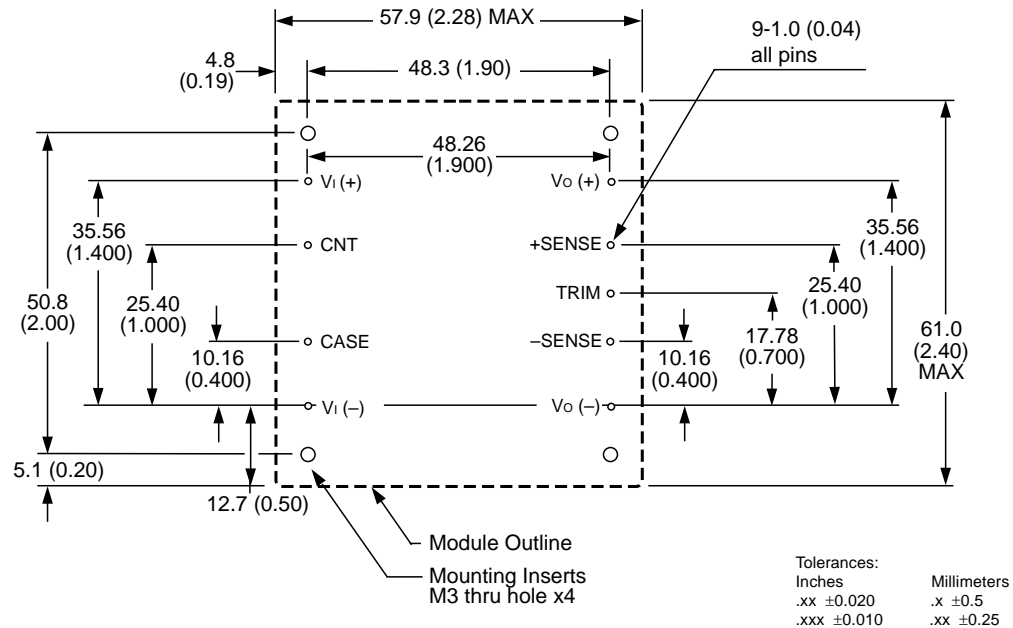 57.9 (2.28) MAX
9-1.0 (0.04)
all pins
4.8
(0.19)
48.3 (1.90)
48.26
(1.900)
VI (+)
VO (+)
35.56
(1.400)
CNT
+SENSE
35.56
(1.400)
50.8
(2.00)
25.40
(1.000)
TRIM
25.40
(1.000)
10.16
(0.400)
CASE
–SENSE
10.16
(0.400)
17.78
(0.700)
61.0
(2.40)
MAX
VI (–)
VO (–)
5.1 (0.20)
12.7 (0.50)
Module Outline
Mounting Inserts
M3 thru hole x4
Tolerances:
Inches Millimeters
.xx ±0.020 .x ±0.5
.xxx ±0.010 .xx ±0.25